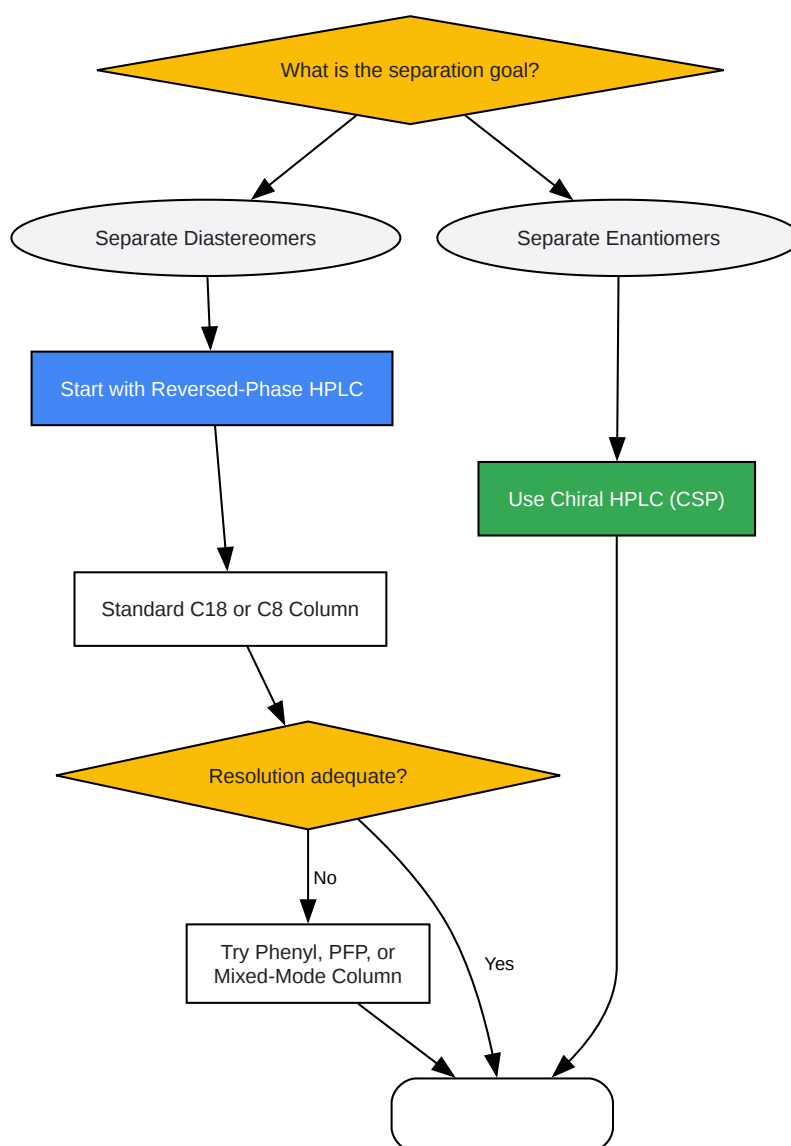 What is the separation goal?
Separate Diastereomers
Separate Enantiomers
Start with Reversed-Phase HPLC
Use Chiral HPLC (CSP)
Standard C18 or C8 Column
Resolution adequate?
No
Try Phenyl, PFP, or
Mixed-Mode Column
Yes